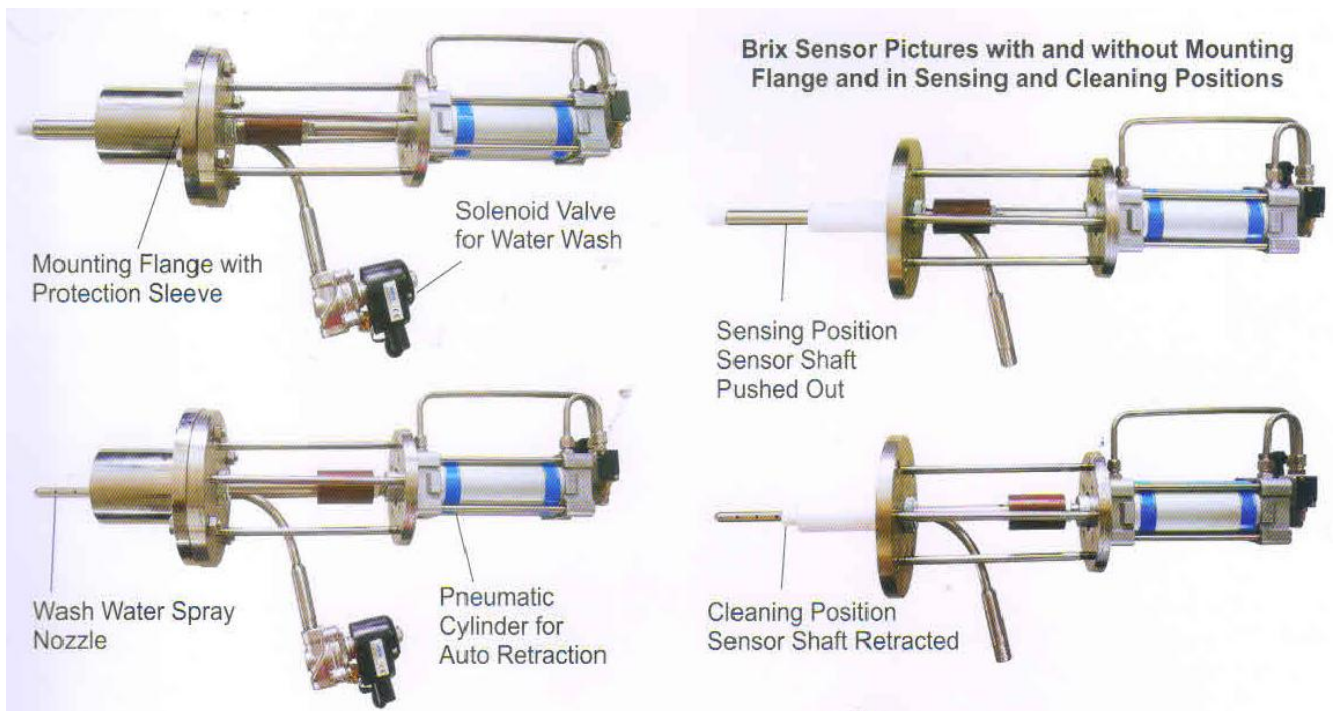 Brix Sensor Pictures with and without Mounting
Flange and in Sensing and Cleaning Positions
Solenoid Valve
for Water Wash
Mounting Flange with
Protection Sleeve
Sensing Position
Sensor Shaft
Pushed Out
Wash Water Spray
Nozzle
Pneumatic
Cylinder for
Auto Retraction
Cleaning Position
Sensor Shaft Retracted